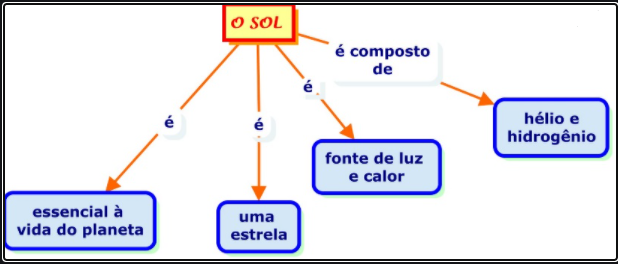 O SOL
é composto
de
é
é
é
hélio e
hidrogênio
fonte de luz
e calor
essencial à
vida do planeta
uma
estrela